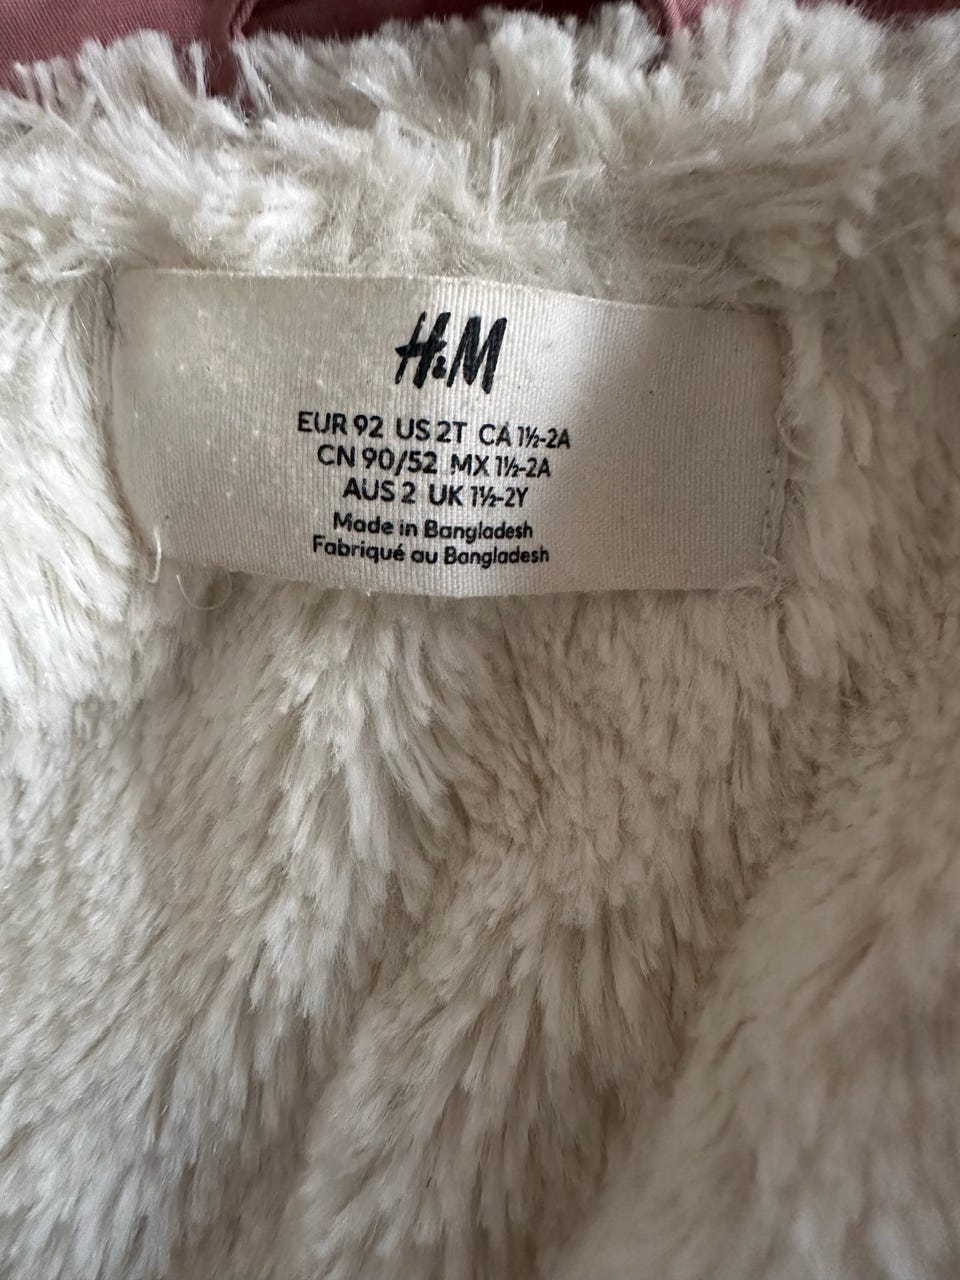 H&M
EUR 92 US 2T CA 1½-2A
CN 90/52 MX 1½-2A
AUS 2 UK 1½-2Y
Made in Bangladesh
Fabriqué au Bangladesh